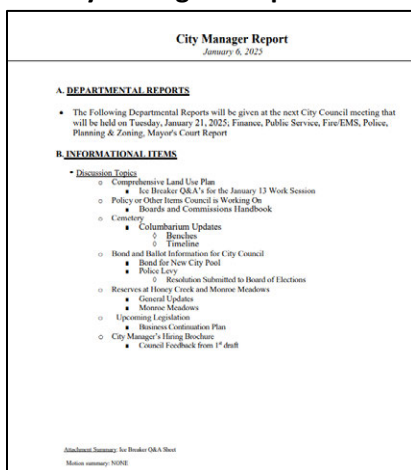 City Manager Report
January 6, 2025
A. DEPARTMENTAL REPORTS
• The Following Departmental Reports will be given at the next City Council meeting that
will be held on Tuesday, January 21, 2025; Finance, Public Service, Fire/EMS, Police,
Planning & Zoning, Mayor's Court Report
B. INFORMATIONAL ITEMS
• Discussion Topics
o Comprehensive Land Use Plan
■ Ice Breaker Q&A's for the January 13 Work Session
o Policy or Other Items Council is Working On
■ Boards and Commissions Handbook
o Cemetery
■ Columbarium Updates
◊ Benches
◊ Timeline
o Bond and Ballot Information for City Council
■ Bond for New City Pool
■ Police Levy
◊ Resolution Submitted to Board of Elections
o Reserves at Honey Creek and Monroe Meadows
■ General Updates
■ Monroe Meadows
o Upcoming Legislation
■ Business Continuation Plan
o City Manager's Hiring Brochure
■ Council Feedback from 1st draft
Attachment Summary: Ice Breaker Q&A Sheet
Motion summary: NONE